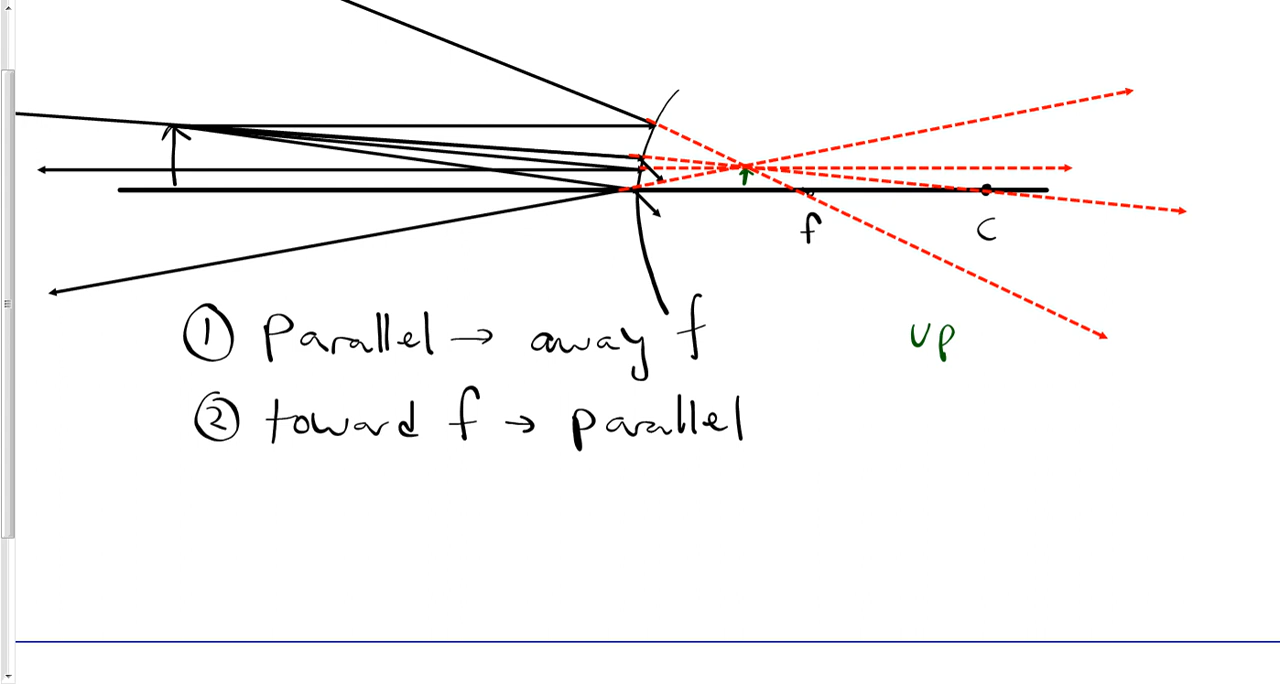 f
c
up
① Parallel → away f
② toward f → parallel